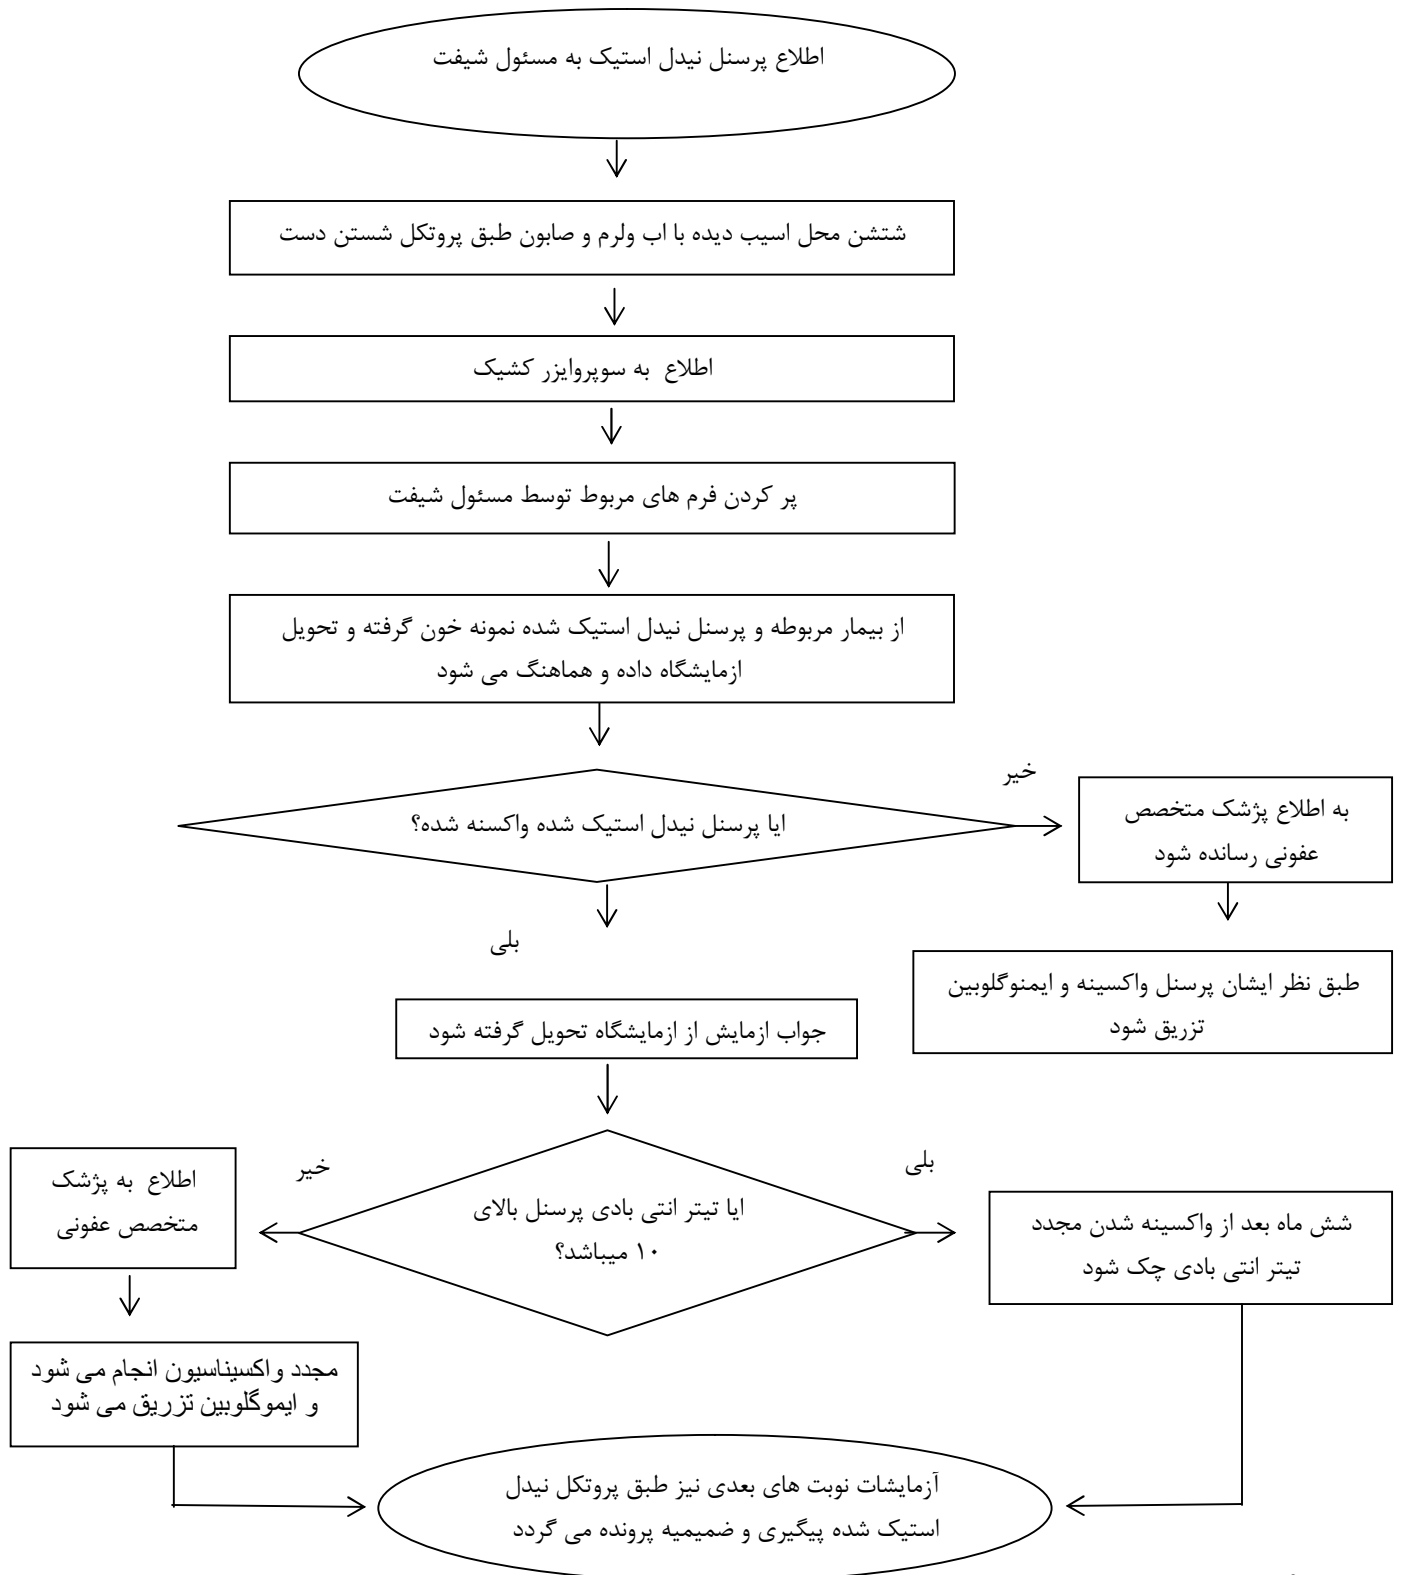 اطلاع پرسنل نیدل استیک به مسئول شیفت
شتشن محل اسیب دیده با اب ولرم و صابون طبق پروتکل شستن دست
اطلاع به سوپروایزر کشیک
پر کردن فرم های مربوط توسط مسئول شیفت
از بیمار مربوطه و پرسنل نیدل استیک شده نمونه خون گرفته و تحویل
ازمایشگاه داده و هماهنگ می شود
ایا پرسنل نیدل استیک شده واکسنه شده؟
خیر
به اطلاع پژشک متخصص
عفونی رسانده شود
طبق نظر ایشان پرسنل واکسینه و ایمنوگلوبین
تزریق شود
بلی
جواب ازمایش از ازمایشگاه تحویل گرفته شود
ایا تیتر انتی بادی پرسنل بالای
۱۰ میباشد؟
بلی
شش ماه بعد از واکسینه شدن مجدد
تیتر انتی بادی چک شود
خیر
اطلاع به پژشک
متخصص عفونی
مجدد واکسیناسیون انجام می شود
و ایموگلوبین تزریق می شود
آزمایشات نوبت های بعدی نیز طبق پروتکل نیدل
استیک شده پیگیری و ضمیمیه پرونده می گردد